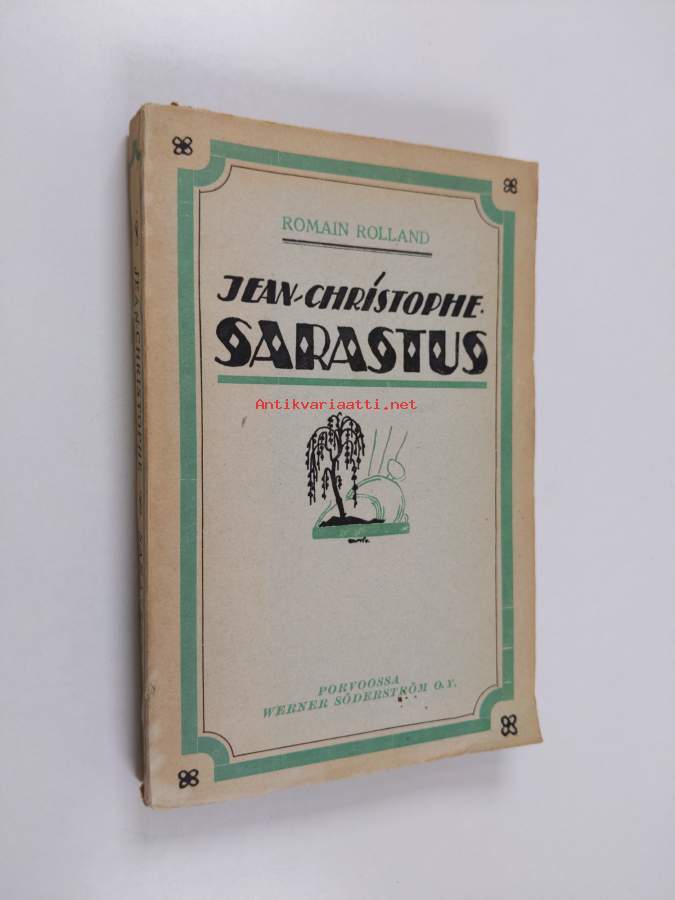 ROMAIN ROLLAND
JEAN-CHRISTOPHE.
SARASTUS
Antikvariaatti.net
PORVOOSSA
WERNER SÖDERSTRÖM O.Y.
JEAN-CHRISTOPHE